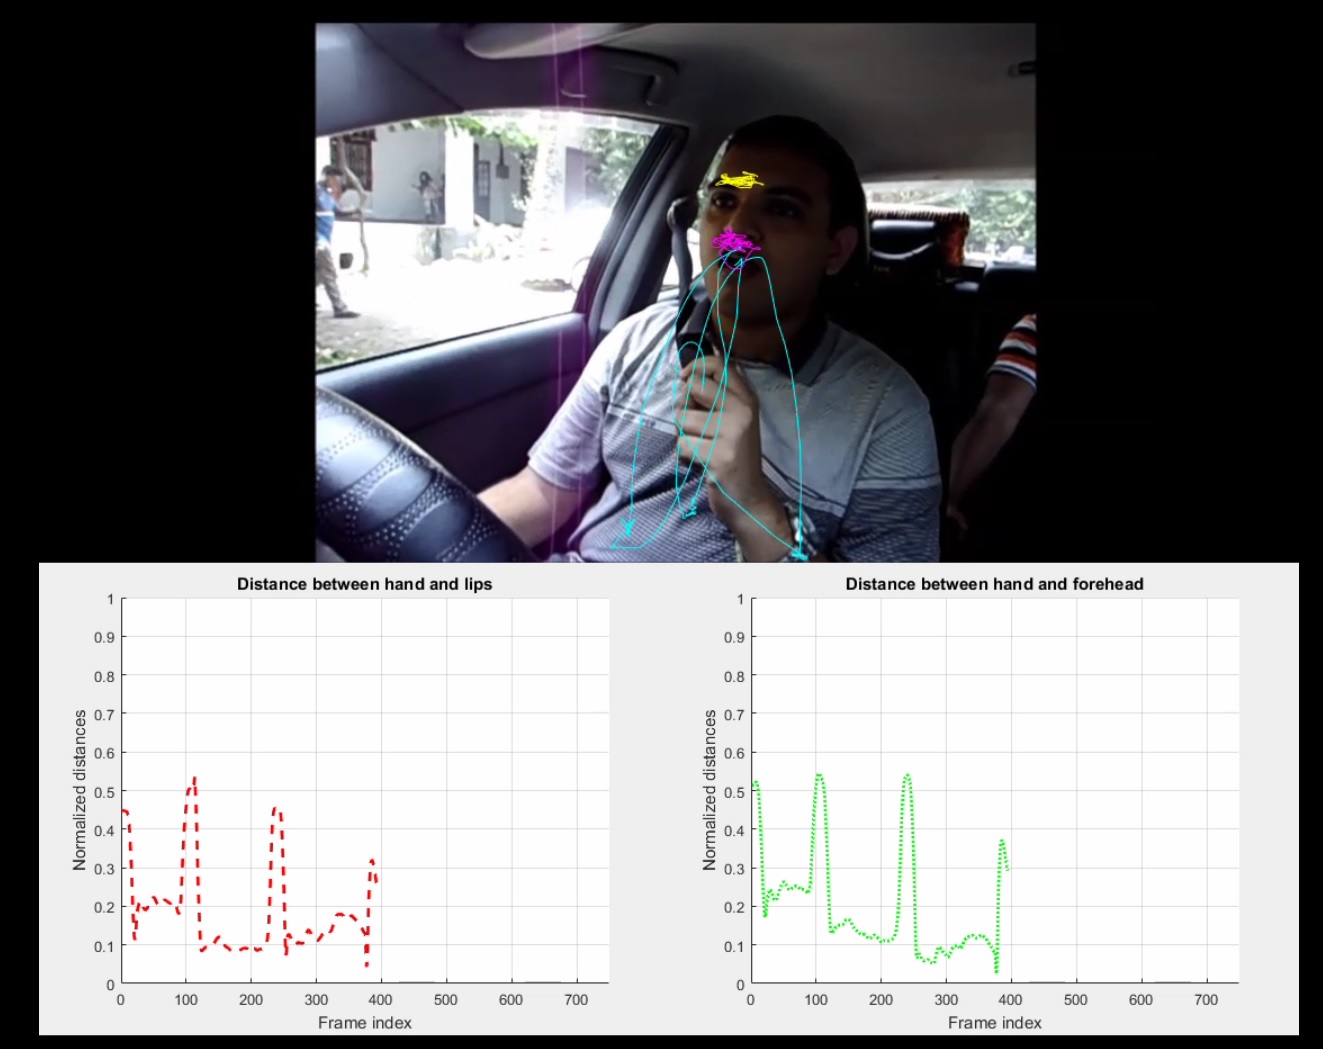 Distance between hand and lips
1
0.9
0.8
0.7
0.6
0.5
0.4
0.3
0.2
0.1
0
Normalized distances
0 100 200 300 400 500 600 700
Frame index
Distance between hand and forehead
1
0.9
0.8
0.7
0.6
0.5
0.4
0.3
0.2
0.1
0
Normalized distances
0 100 200 300 400 500 600 700
Frame index